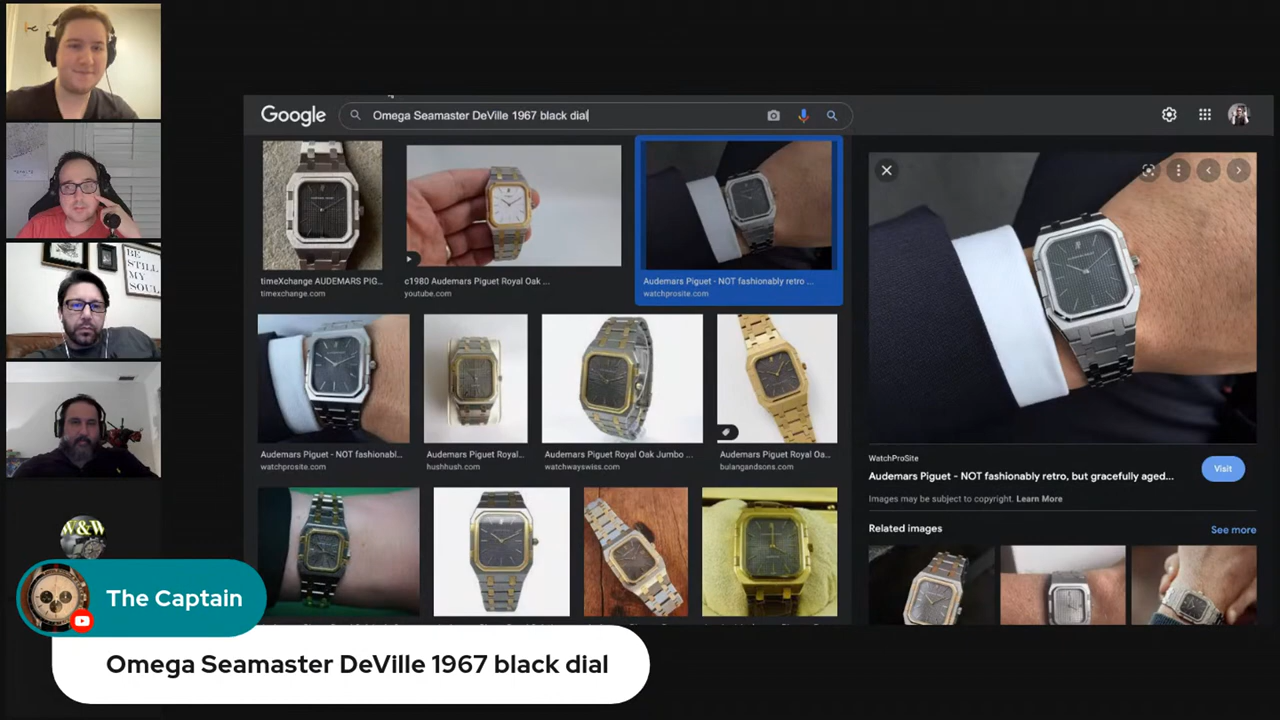 Google
Omega Seamaster DeVille 1967 black dial
BE
STILL
MY
SOUL
timeXchange AUDEMARS PIG...
timexchange.com
c1980 Audemars Piguet Royal Oak ...
youtube.com
Audemars Piguet - NOT fashionably retro ...
watchprosite.com
Audemars Piguet - NOT fashionabl...
watchprosite.com
Audemars Piguet Royal...
hushhush.com
Audemars Piguet Royal Oak Jumbo ...
watchwayswiss.com
Audemars Piguet Royal Oa...
bulangandsons.com
WatchProSite
Audemars Piguet - NOT fashionably retro, but gracefully aged...
Visit
Images may be subject to copyright. Learn More
Related images
See more
W&W
The Captain
Omega Seamaster DeVille 1967 black dial